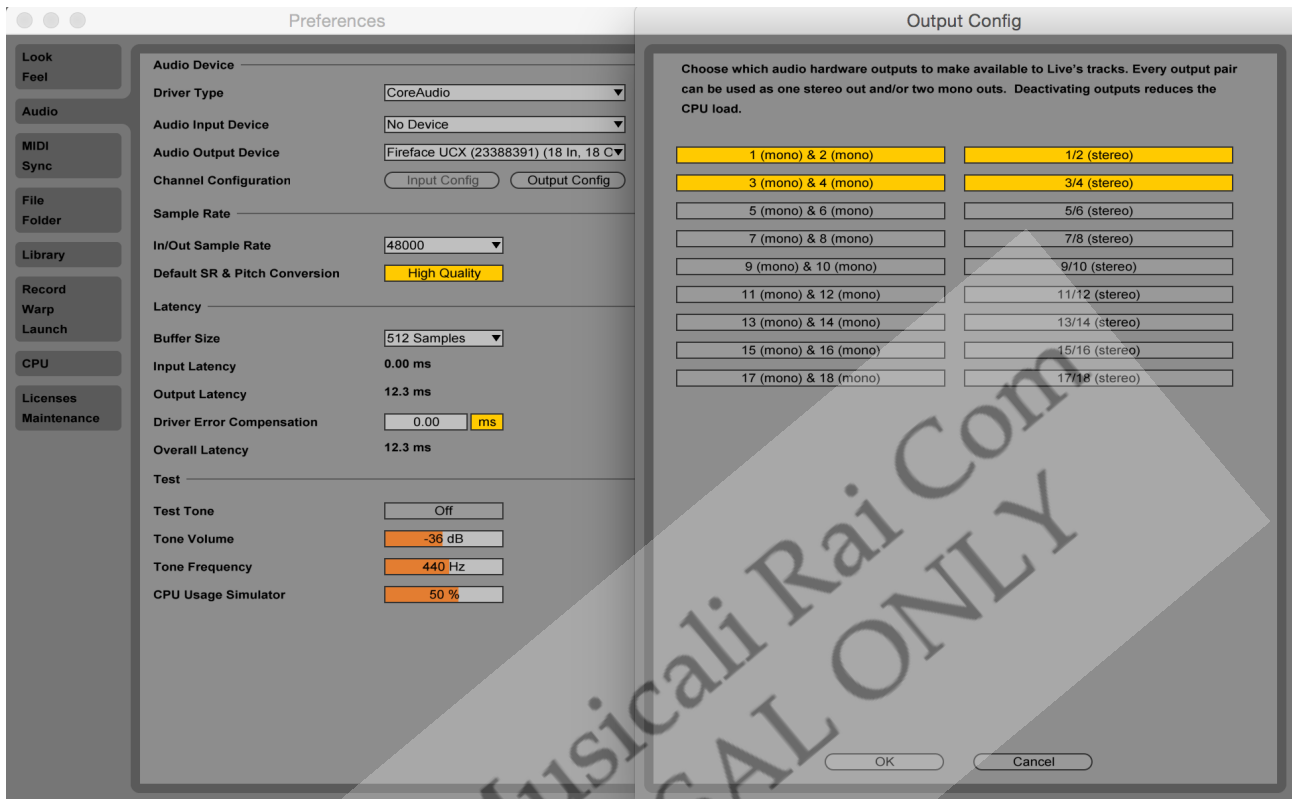 Preferences
Look
Feel
Audio
MIDI
Sync
File
Folder
Library
Record
Warp
Launch
CPU
Licenses
Maintenance
Audio Device
Driver Type CoreAudio
Audio Input Device No Device
Audio Output Device Fireface UCX (23388391) (18 In, 18 O
Channel Configuration Input Config Output Config
Sample Rate
In/Out Sample Rate 48000
Default SR & Pitch Conversion High Quality
Latency
Buffer Size 512 Samples
Input Latency 0.00 ms
Output Latency 12.3 ms
Driver Error Compensation 0.00 ms
Overall Latency 12.3 ms
Test
Test Tone Off
Tone Volume -36 dB
Tone Frequency 440 Hz
CPU Usage Simulator 50 %
Output Config
Choose which audio hardware outputs to make available to Live's tracks. Every output pair
can be used as one stereo out and/or two mono outs. Deactivating outputs reduces the
CPU load.
1 (mono) & 2 (mono) 1/2 (stereo)
3 (mono) & 4 (mono) 3/4 (stereo)
5 (mono) & 6 (mono) 5/6 (stereo)
7 (mono) & 8 (mono) 7/8 (stereo)
9 (mono) & 10 (mono) 9/10 (stereo)
11 (mono) & 12 (mono) 11/12 (stereo)
13 (mono) & 14 (mono) 13/14 (stereo)
15 (mono) & 16 (mono) 15/16 (stereo)
17 (mono) & 18 (mono) 17/18 (stereo)
OK Cancel
Musicali Rai Com
SAL ONLY